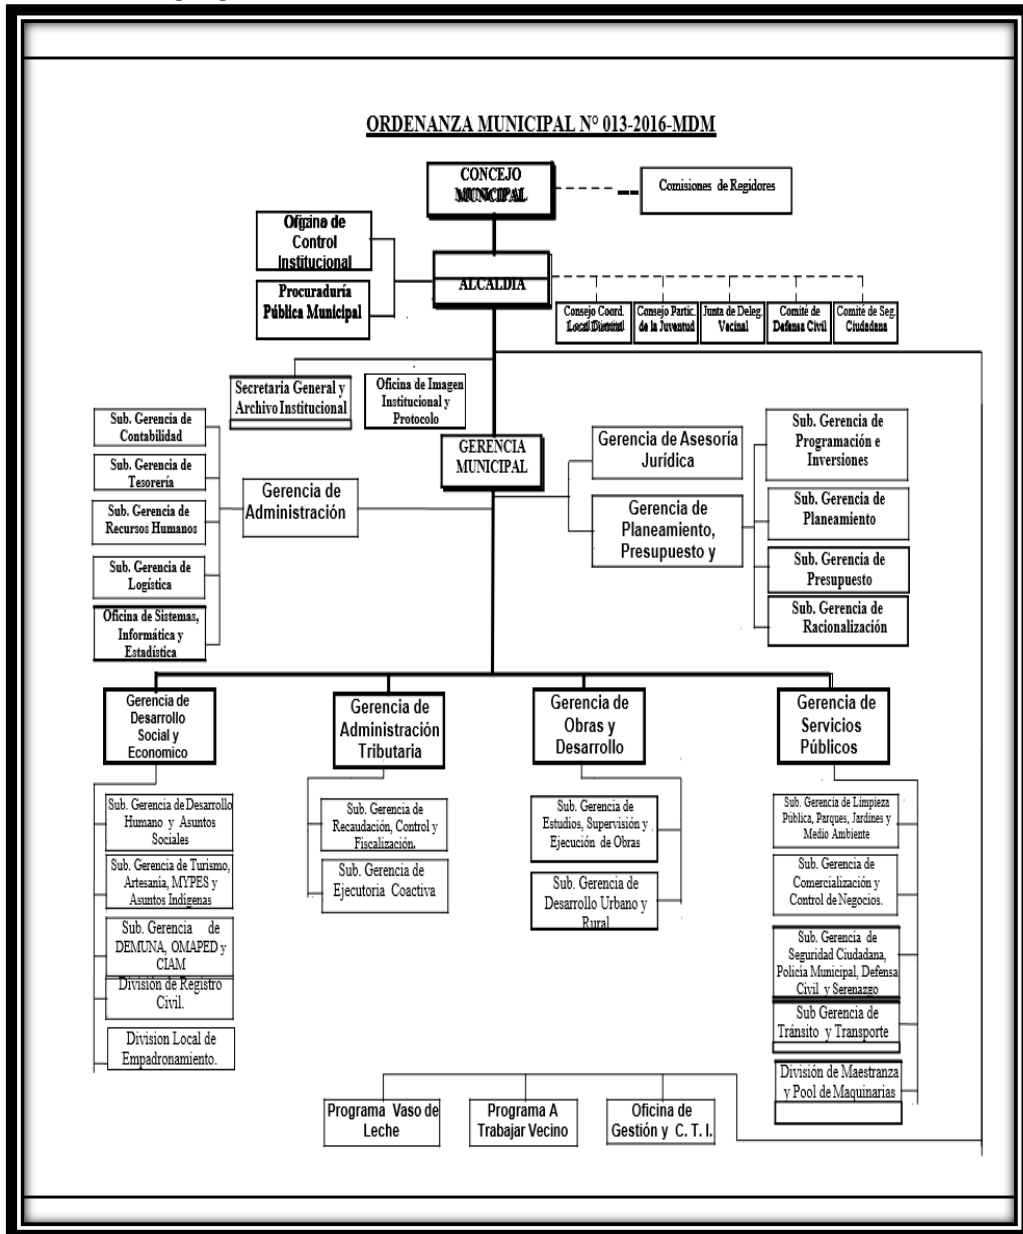 ORDENANZA MUNICIPAL N° 013-2016-MDM
CONCEJO
MUNICIPAL
Comisiones de Regidores
Oficina de
Control
Institucional
Procuraduría
Pública Municipal
ALCALDIA
Consejo Coord.
Local Distrital
Consejo Partic.
de la Juventud
Junta de Deleg.
Vecinal
Comité de
Defensa Civil
Comité de Seg.
Ciudadana
Secretaria General y
Archivo Institucional
Oficina de Imagen
Institucional y
Protocolo
GERENCIA
MUNICIPAL
Sub. Gerencia de
Contabilidad
Sub. Gerencia de
Tesorería
Sub. Gerencia de
Recursos Humanos
Sub. Gerencia de
Logística
Oficina de Sistemas,
Informática y
Estadística
Gerencia de
Administración
Gerencia de Asesoría
Jurídica
Gerencia de
Planeamiento,
Presupuesto y
Sub. Gerencia de
Programación e
Inversiones
Sub. Gerencia de
Planeamiento
Sub. Gerencia de
Presupuesto
Sub. Gerencia de
Racionalización
Gerencia de
Desarrollo
Social y
Economico
Gerencia de
Administración
Tributaria
Gerencia de
Obras y
Desarrollo
Gerencia de
Servicios
Públicos
Sub. Gerencia de Desarrollo
Humano y Asuntos
Sociales
Sub. Gerencia de Turismo,
Artesanía, MYPES y
Asuntos Indígenas
Sub. Gerencia de
DEMUNA, OMAPED y
CIAM
División de Registro
Civil.
Division Local de
Empadronamiento.
Sub. Gerencia de
Recaudación, Control y
Fiscalización.
Sub. Gerencia de
Ejecutoria Coactiva
Sub. Gerencia de
Estudios, Supervisión y
Ejecución de Obras
Sub. Gerencia de
Desarrollo Urbano y
Rural
Sub. Gerencia de Limpieza
Pública, Parques, Jardines y
Medio Ambiente
Sub. Gerencia de
Comercialización y
Control de Negocios.
Sub. Gerencia de
Seguridad Ciudadana,
Policía Municipal, Defensa
Civil y Serenazgo
Sub Gerencia de
Tránsito y Transporte
División de Maestranza
y Pool de Maquinarias
Programa Vaso de
Leche
Programa A
Trabajar Vecino
Oficina de
Gestión y C. T. I.